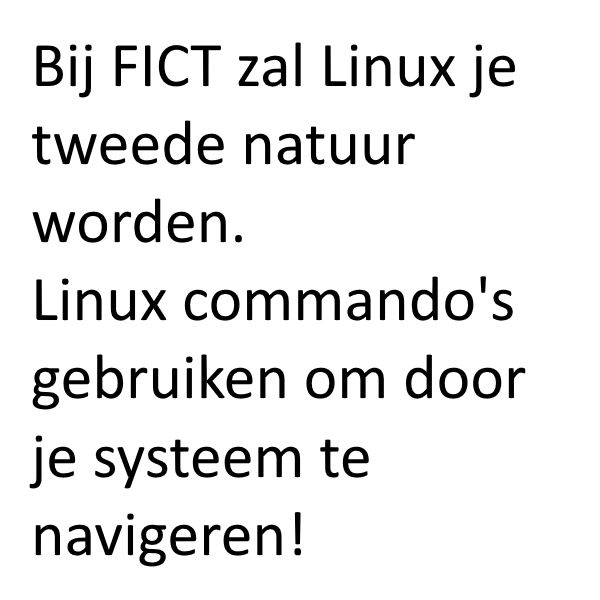 Bij FICT zal Linux je
tweede natuur
worden.
Linux commando's
gebruiken om door
je systeem te
navigeren!